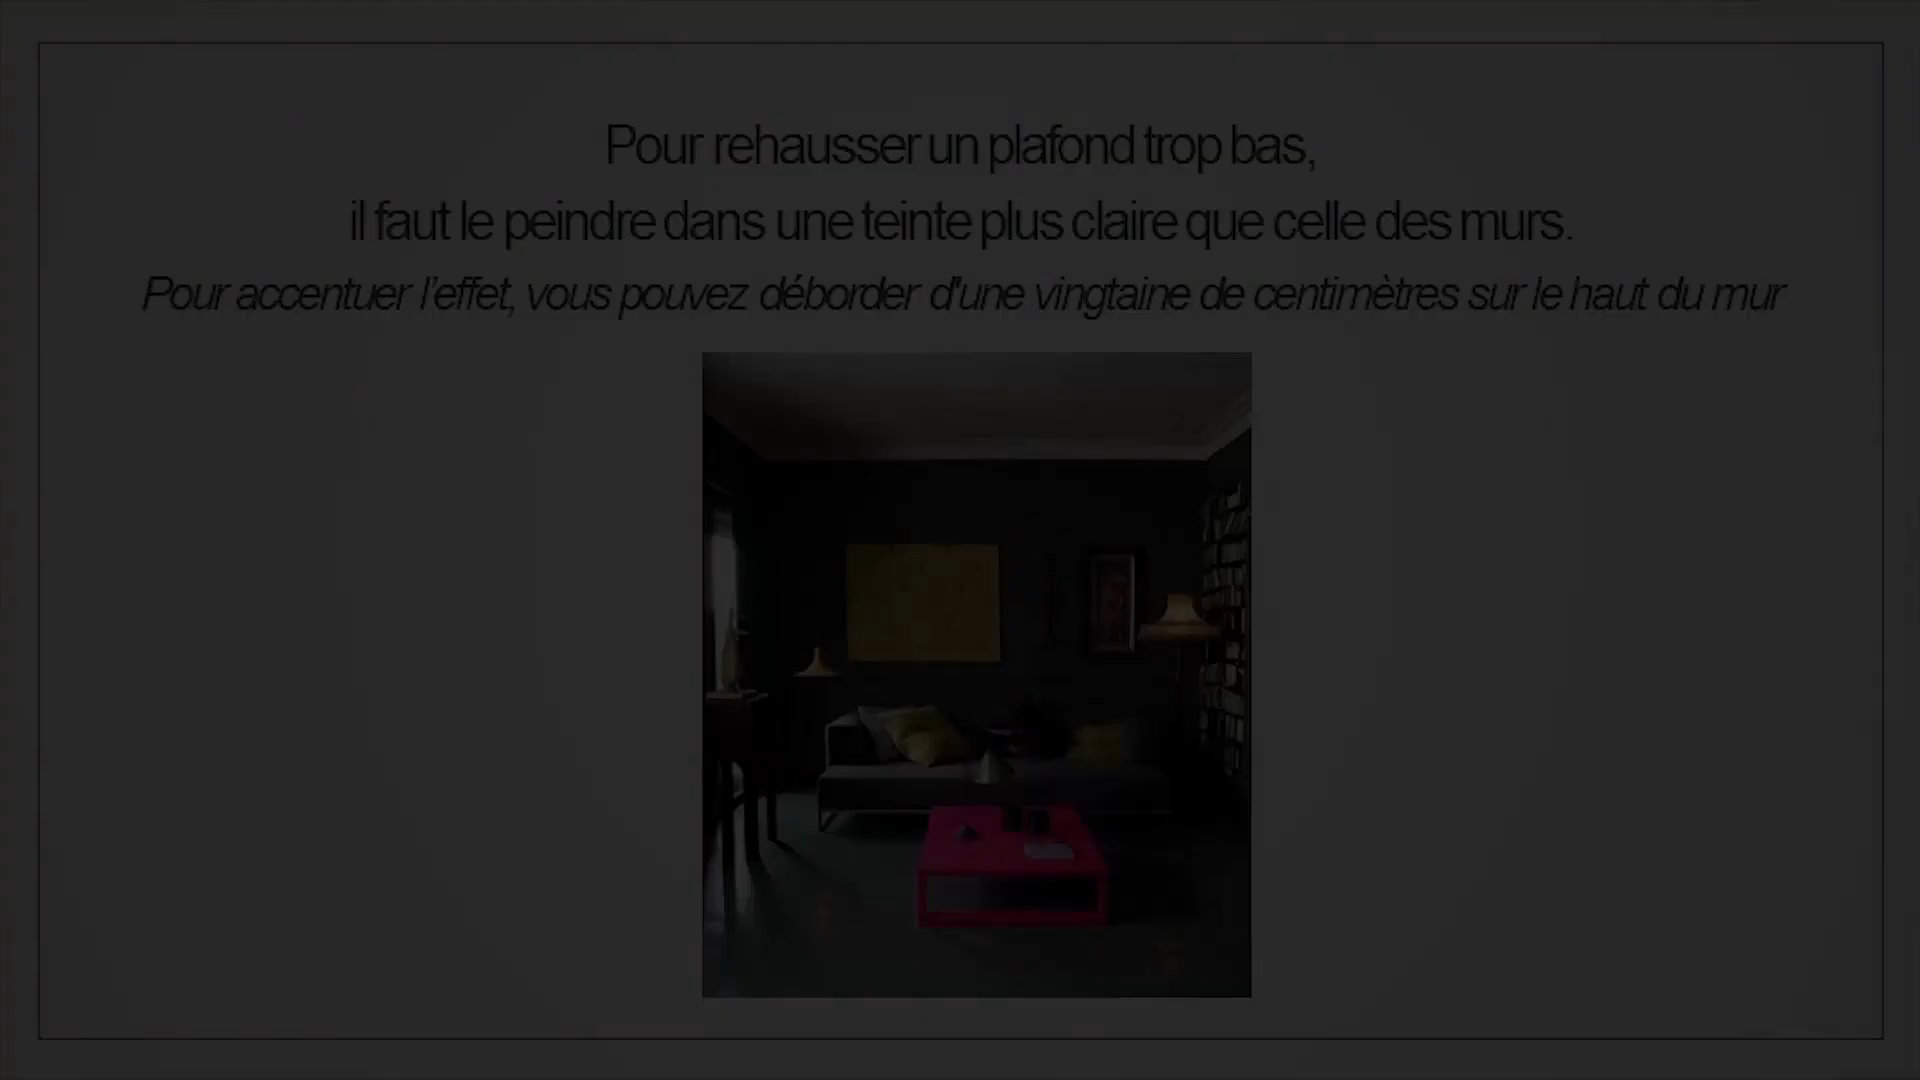 Pour rehausser un plafond trop bas,
il faut le peindre dans une teinte plus claire que celle des murs.
Pour accentuer l'effet, vous pouvez déborder d'une vingtaine de centimètres sur le haut du mur